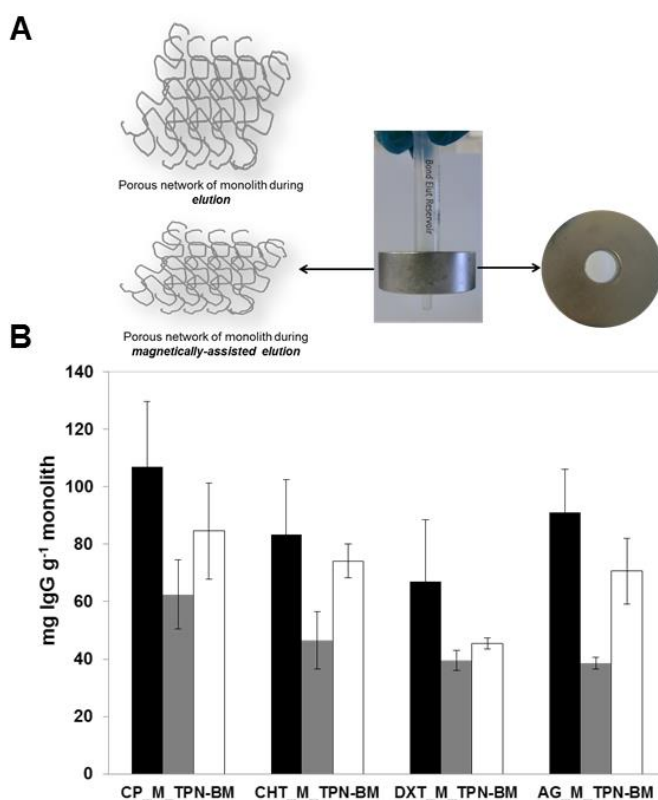 A
Porous network of monolith during
elution
Bond Elut Reservoir
Porous network of monolith during
magnetically-assisted elution
B
mg IgG g⁻¹ monolith
140
120
100
80
60
40
20
0
CP_M_TPN-BM CHT_M_TPN-BM DXT_M_TPN-BM AG_M_TPN-BM